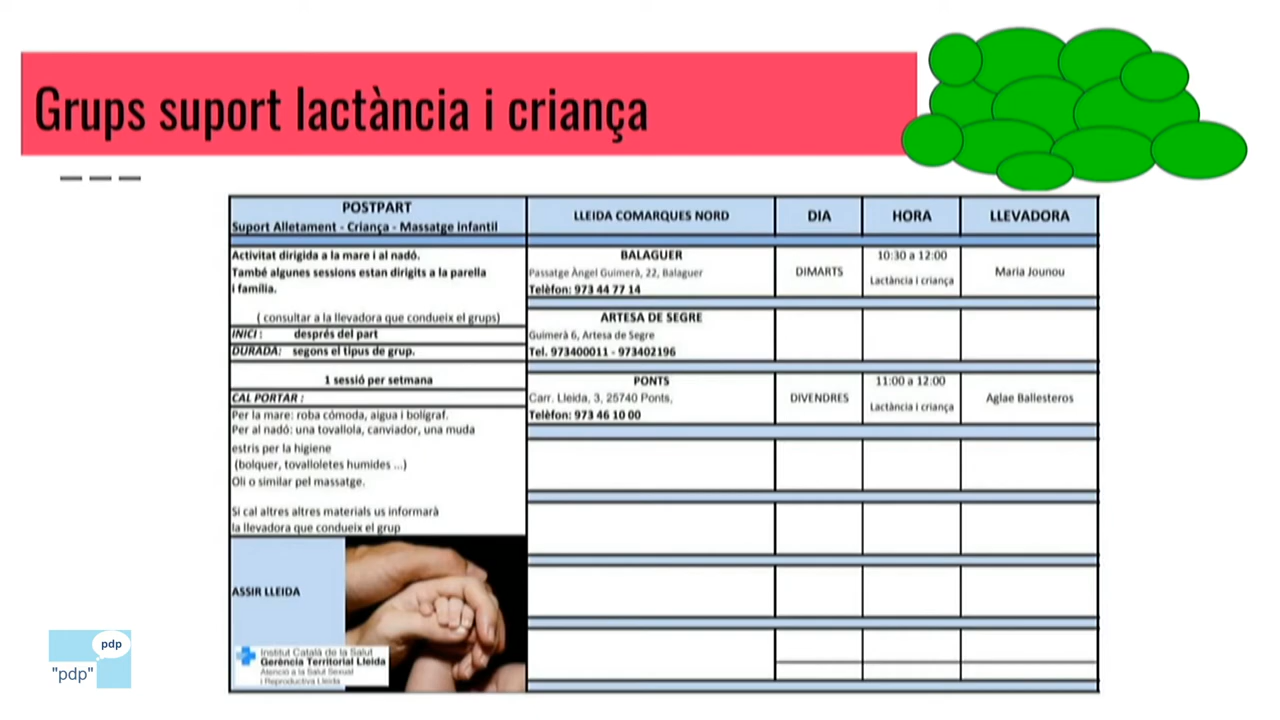 Grups suport lactància i criança
POSTPART
Suport Alletament - Criança - Massatge infantil
LLEIDA COMARQUES NORD
DIA
HORA
LLEVADORA
Activitat dirigida a la mare i al nadó.
També algunes sessions estan dirigits a la parella
i família.
( consultar a la llevadora que condueix el grups)
INICI : després del part
DURADA: segons el tipus de grup.
1 sessió per setmana
CAL PORTAR :
Per la mare: roba cómoda, aigua i bolígraf.
Per al nadó: una tovallola, canviador, una muda
estris per la higiene
(bolquer, tovalloletes humides ...)
Oli o similar pel massatge.
Si cal altres altres materials us informarà
la llevadora que condueix el grup
ASSIR LLEIDA
Institut Català de la Salut
Gerència Territorial Lleida
Atenció a la Salut Sexual
i Reproductiva Lleida
BALAGUER
Passatge Àngel Guimerà, 22, Balaguer
Telèfon: 973 44 77 14
DIMARTS
10:30 a 12:00
Lactància i criança
Maria Jounou
ARTESA DE SEGRE
Guimerà 6, Artesa de Segre
Tel. 973400011 - 973402196
PONTS
Carr. Lleida, 3, 25740 Ponts,
Telèfon: 973 46 10 00
DIVENDRES
11:00 a 12:00
Lactància i criança
Aglae Ballesteros
pdp
"pdp"